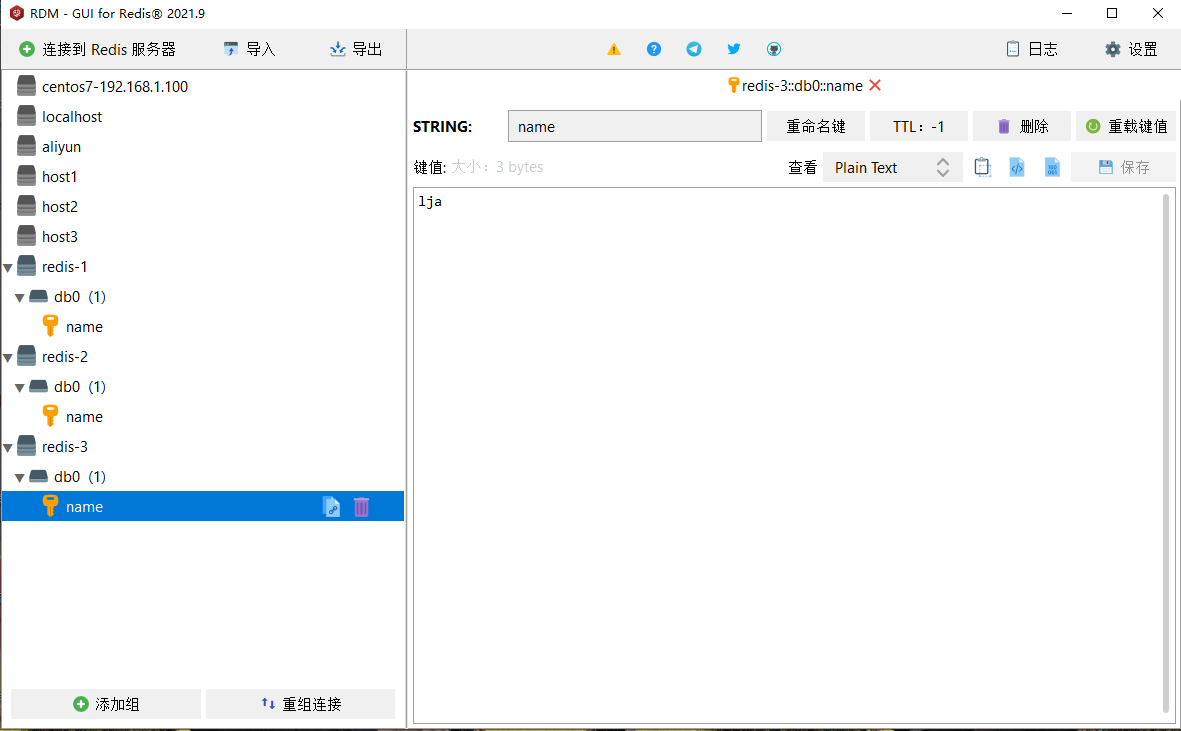 RDM - GUI for Redis® 2021.9
连接到 Redis 服务器 导入 导出 日志 设置
centos7-192.168.1.100
localhost
aliyun
host1
host2
host3
redis-1
db0 (1)
name
redis-2
db0 (1)
name
redis-3
db0 (1)
name
添加组 重组连接
redis-3::db0::name
STRING: name 重命名键 TTL: -1 删除 重载键值
键值: 大小: 3 bytes 查看 Plain Text 保存
lja